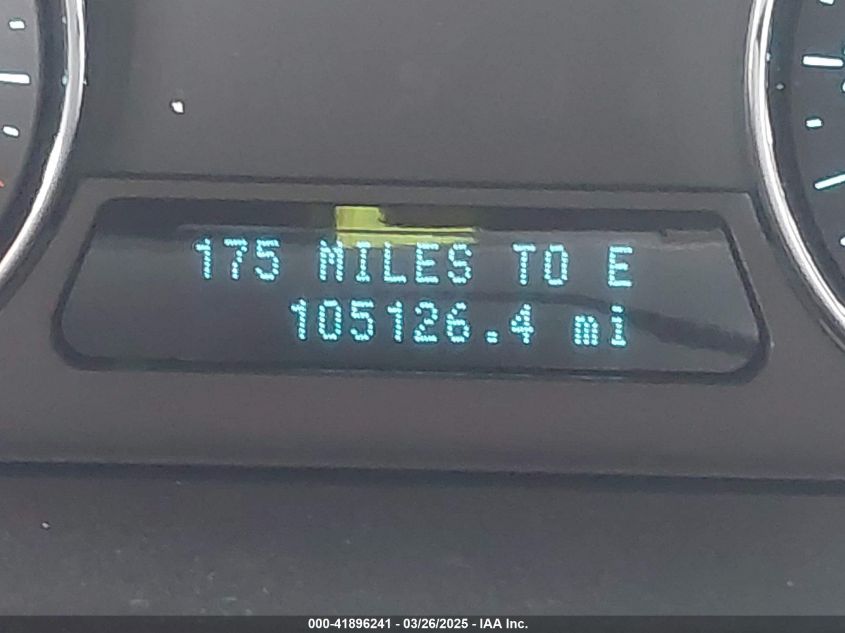 175 MILES TO E
105126.4 mi
000-41896241 - 03/26/2025 - IAA Inc.